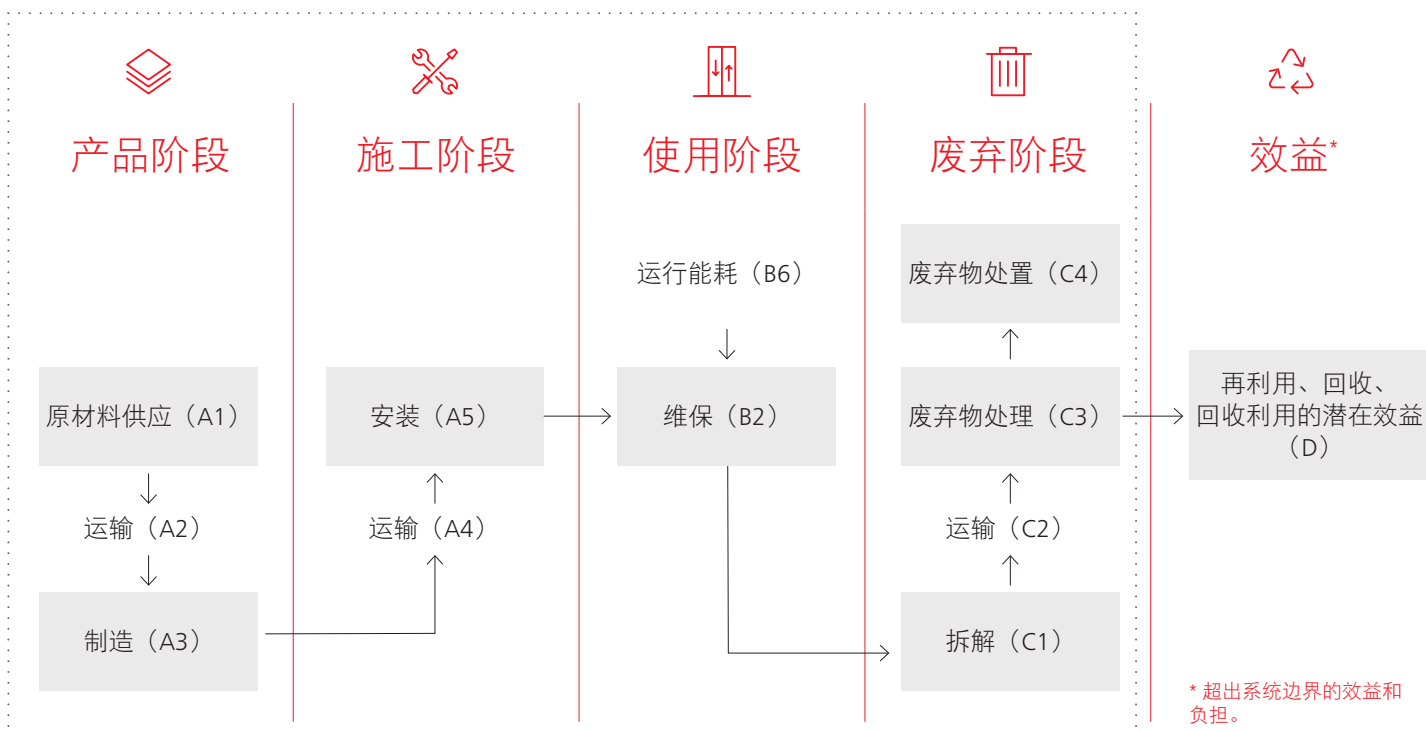 产品阶段
施工阶段
使用阶段
废弃阶段
效益*
运行能耗（B6）
废弃物处置（C4）
原材料供应（A1）
安装（A5）
维保（B2）
废弃物处理（C3）
再利用、回收、
回收利用的潜在效益
（D）
运输（A2）
运输（A4）
运输（C2）
制造（A3）
拆解（C1）
* 超出系统边界的效益和
负担。